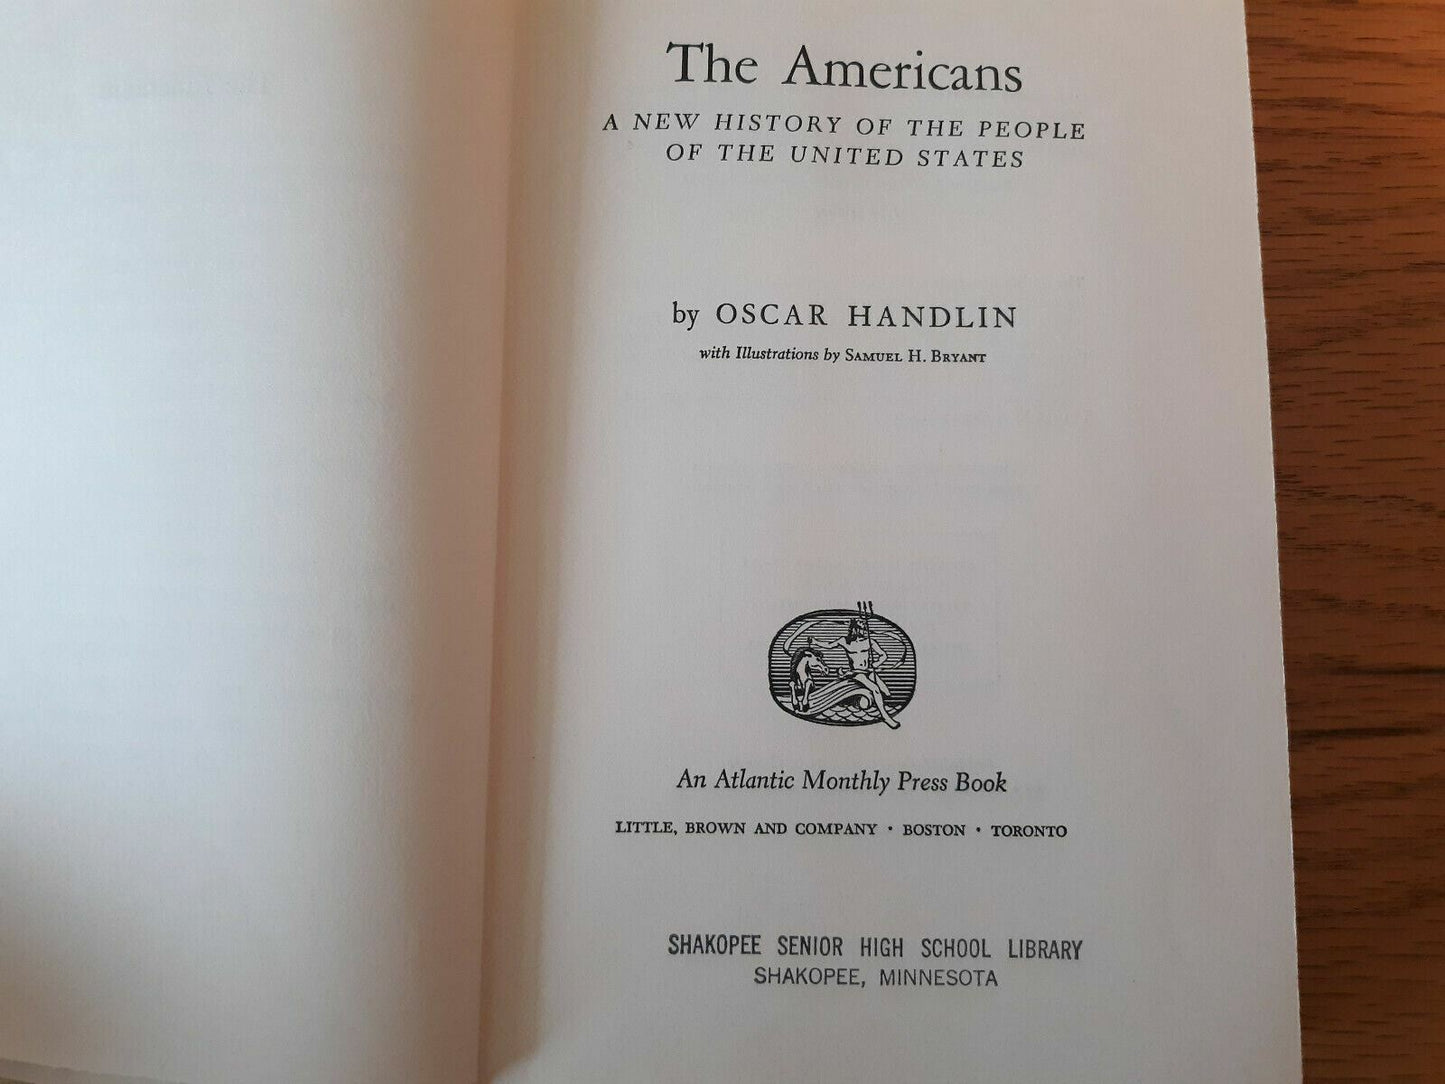 The Americans
A NEW HISTORY OF THE PEOPLE
OF THE UNITED STATES
by OSCAR HANDLIN
with Illustrations by SAMUEL H. BRYANT
An Atlantic Monthly Press Book
LITTLE, BROWN AND COMPANY • BOSTON • TORONTO
SHAKOPEE SENIOR HIGH SCHOOL LIBRARY
SHAKOPEE, MINNESOTA